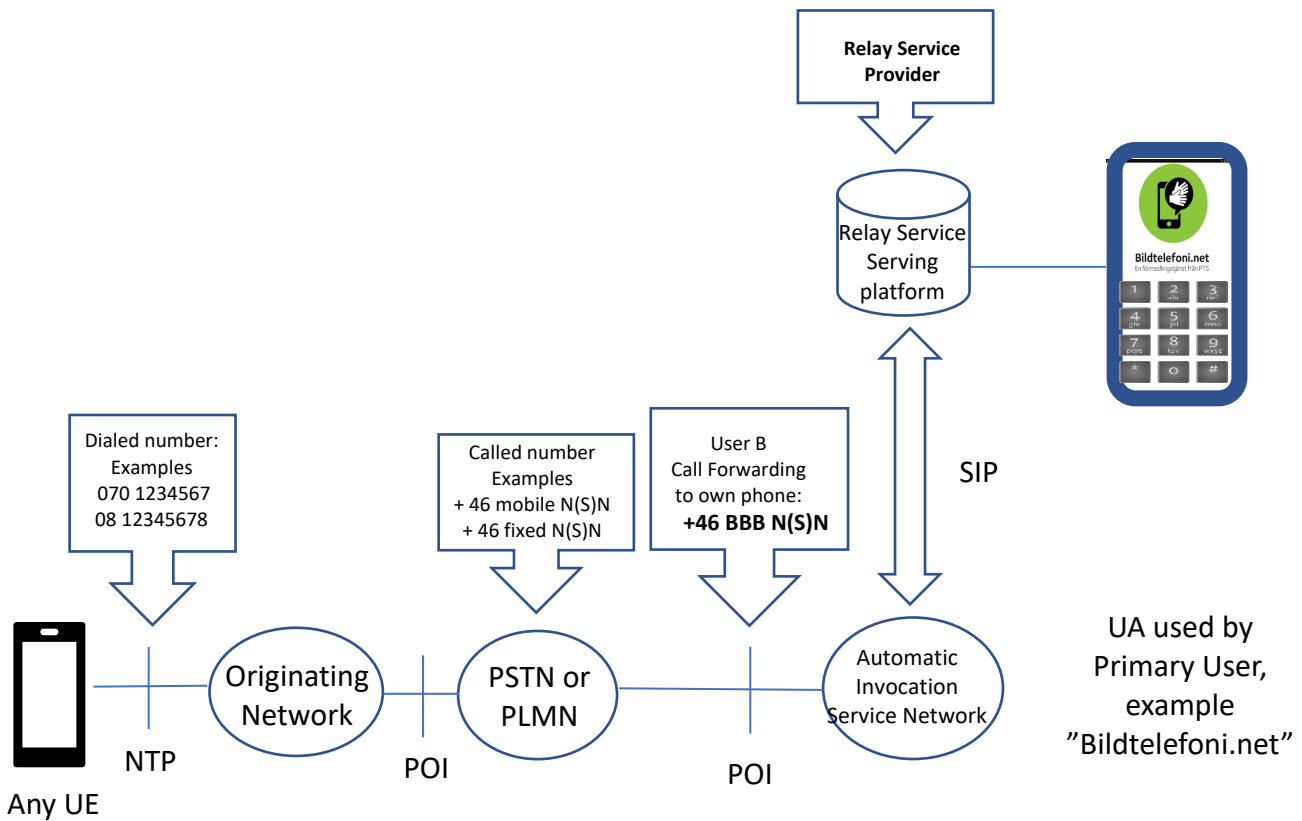 Relay Service
Provider
Relay Service
Serving
platform
Bildtelefoni.net
En förmedlingstjänst från PTS
1 2 3
abc def
4 5 6
ghi jkl mno
7 8 9
pqrs tuv wxyz
* 0 #
Dialed number:
Examples
070 1234567
08 12345678
Called number
Examples
+ 46 mobile N(S)N
+ 46 fixed N(S)N
User B
Call Forwarding
to own phone:
+46 BBB N(S)N
SIP
Originating
Network
PSTN or
PLMN
Automatic
Invocation
Service Network
UA used by
Primary User,
example
”Bildtelefoni.net”
NTP
POI
POI
Any UE